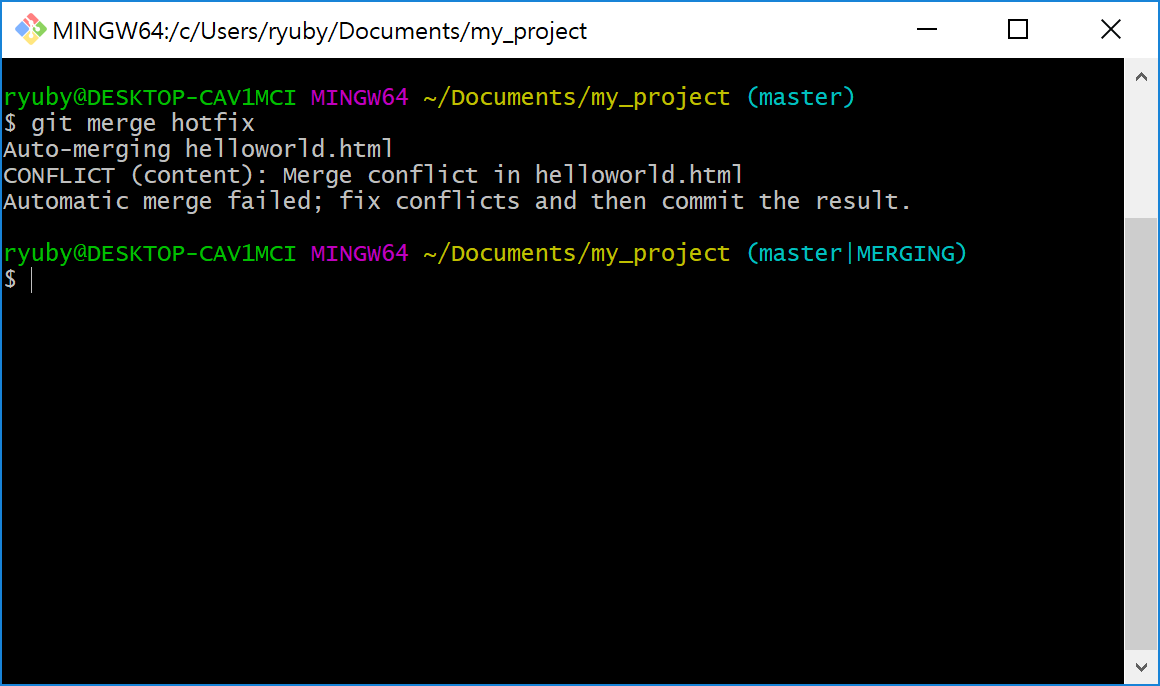 MINGW64:/c/Users/ryuby/Documents/my_project
ryuby@DESKTOP-CAV1MCI MINGW64 ~/Documents/my_project (master)
$ git merge hotfix
Auto-merging helloworld.html
CONFLICT (content): Merge conflict in helloworld.html
Automatic merge failed; fix conflicts and then commit the result.
ryuby@DESKTOP-CAV1MCI MINGW64 ~/Documents/my_project (master|MERGING)
$